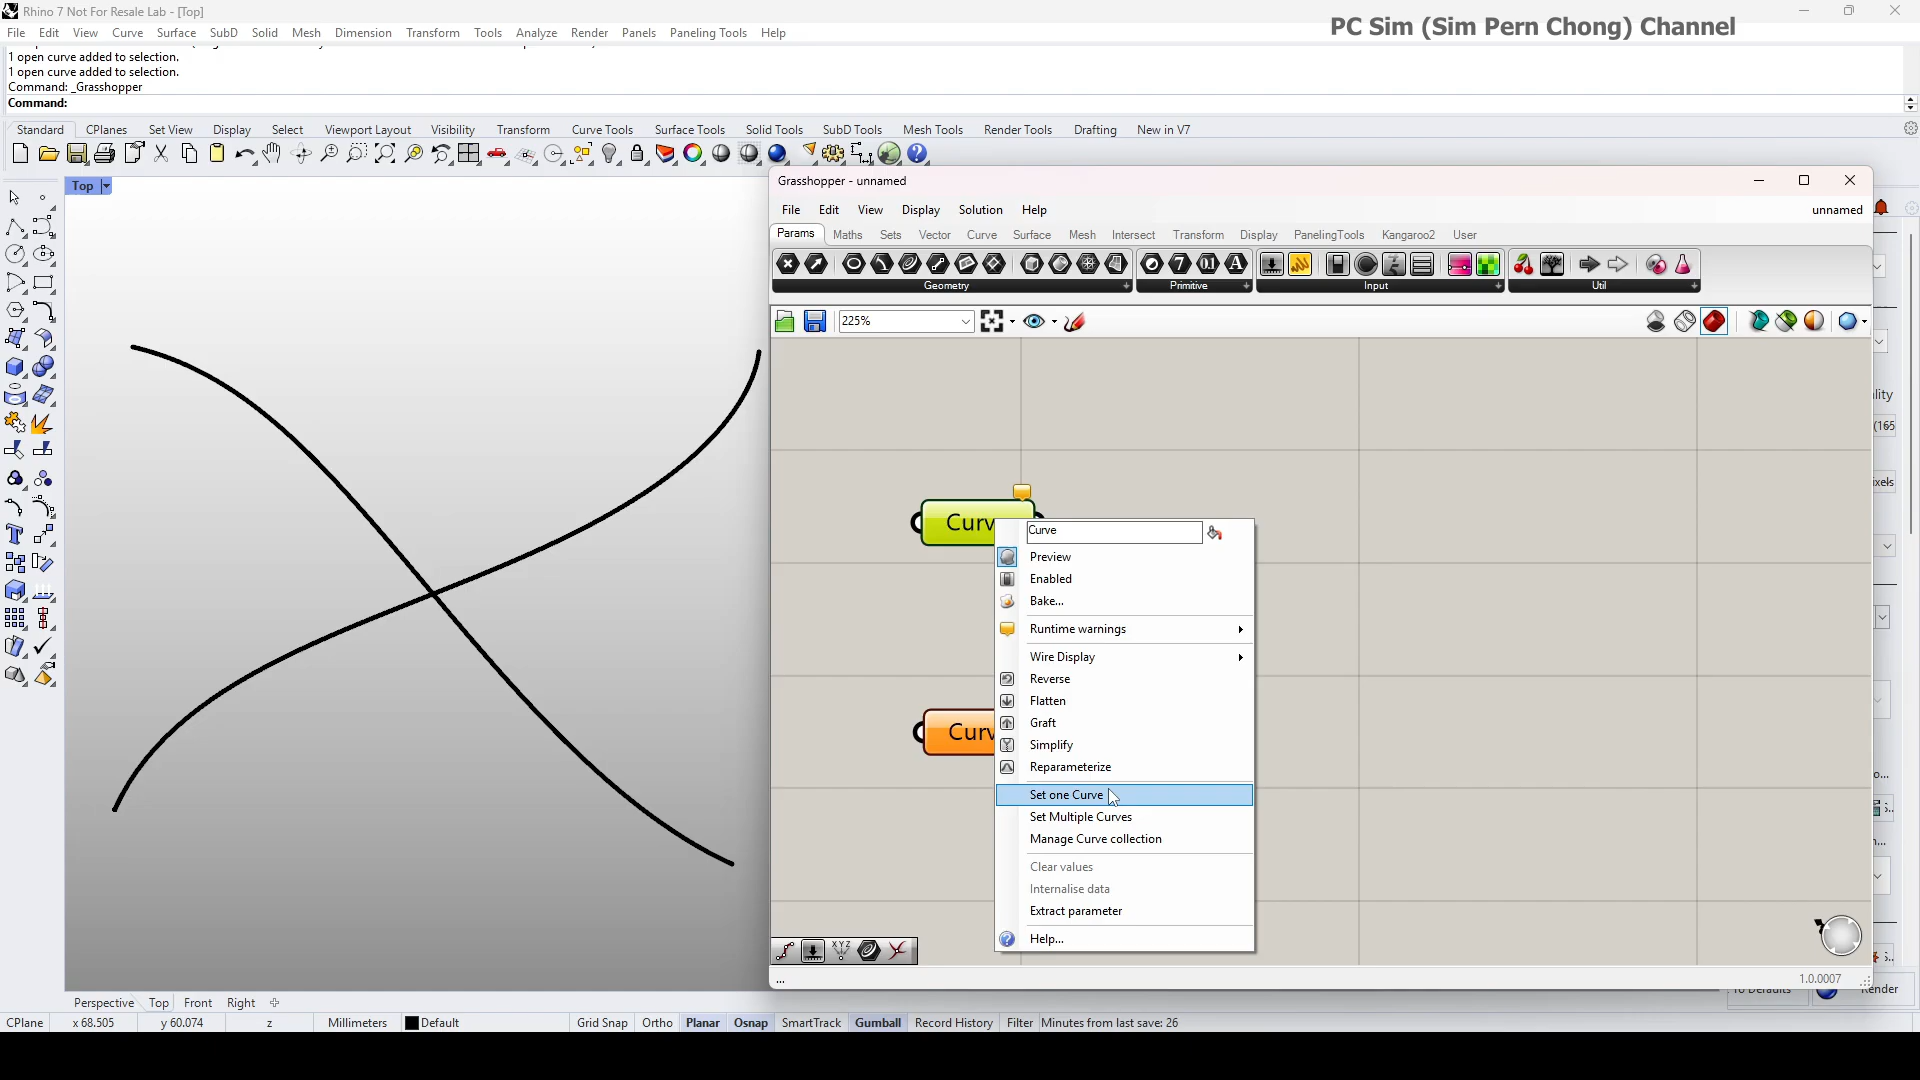 Rhino 7 Not For Resale Lab - [Top]
PC Sim (Sim Pern Chong) Channel
File Edit View Curve Surface SubD Solid Mesh Dimension Transform Tools Analyze Render Panels Paneling Tools Help
1 open curve added to selection.
1 open curve added to selection.
Command: _Grasshopper
Command:
Standard CPlanes Set View Display Select Viewport Layout Visibility Transform Curve Tools Surface Tools Solid Tools SubD Tools Mesh Tools Render Tools Drafting New in V7
Top
Grasshopper - unnamed
File Edit View Display Solution Help unnamed
Params Maths Sets Vector Curve Surface Mesh Intersect Transform Display PanelingTools Kangaroo2 User
Geometry Primitive Input Util
225%
Curv
Curve
Preview
Enabled
Bake...
Runtime warnings
Wire Display
Reverse
Flatten
Graft
Curv
Simplify
Reparameterize
Set one Curve
Set Multiple Curves
Manage Curve collection
Clear values
Internalise data
Extract parameter
Help...
XYZ
...
1.0.0007
lity
(165
ixels
Render
Perspective Top Front Right
CPlane x 68.505 y 60.074 z Millimeters Default Grid Snap Ortho Planar Osnap SmartTrack Gumball Record History Filter Minutes from last save: 26